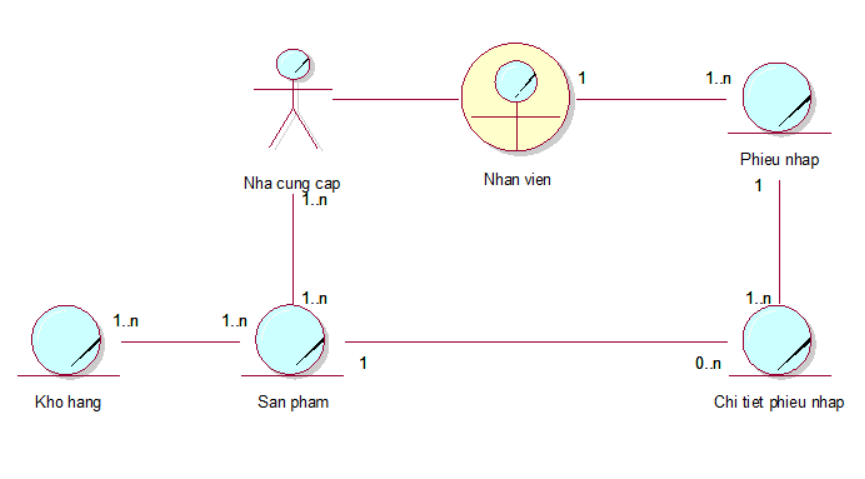 1
1..n
Phieu nhap
Nha cung cap
Nhan vien
1..n
1
1..n
1..n
1..n
1..n
1
0..n
Kho hang
San pham
Chi tiet phieu nhap